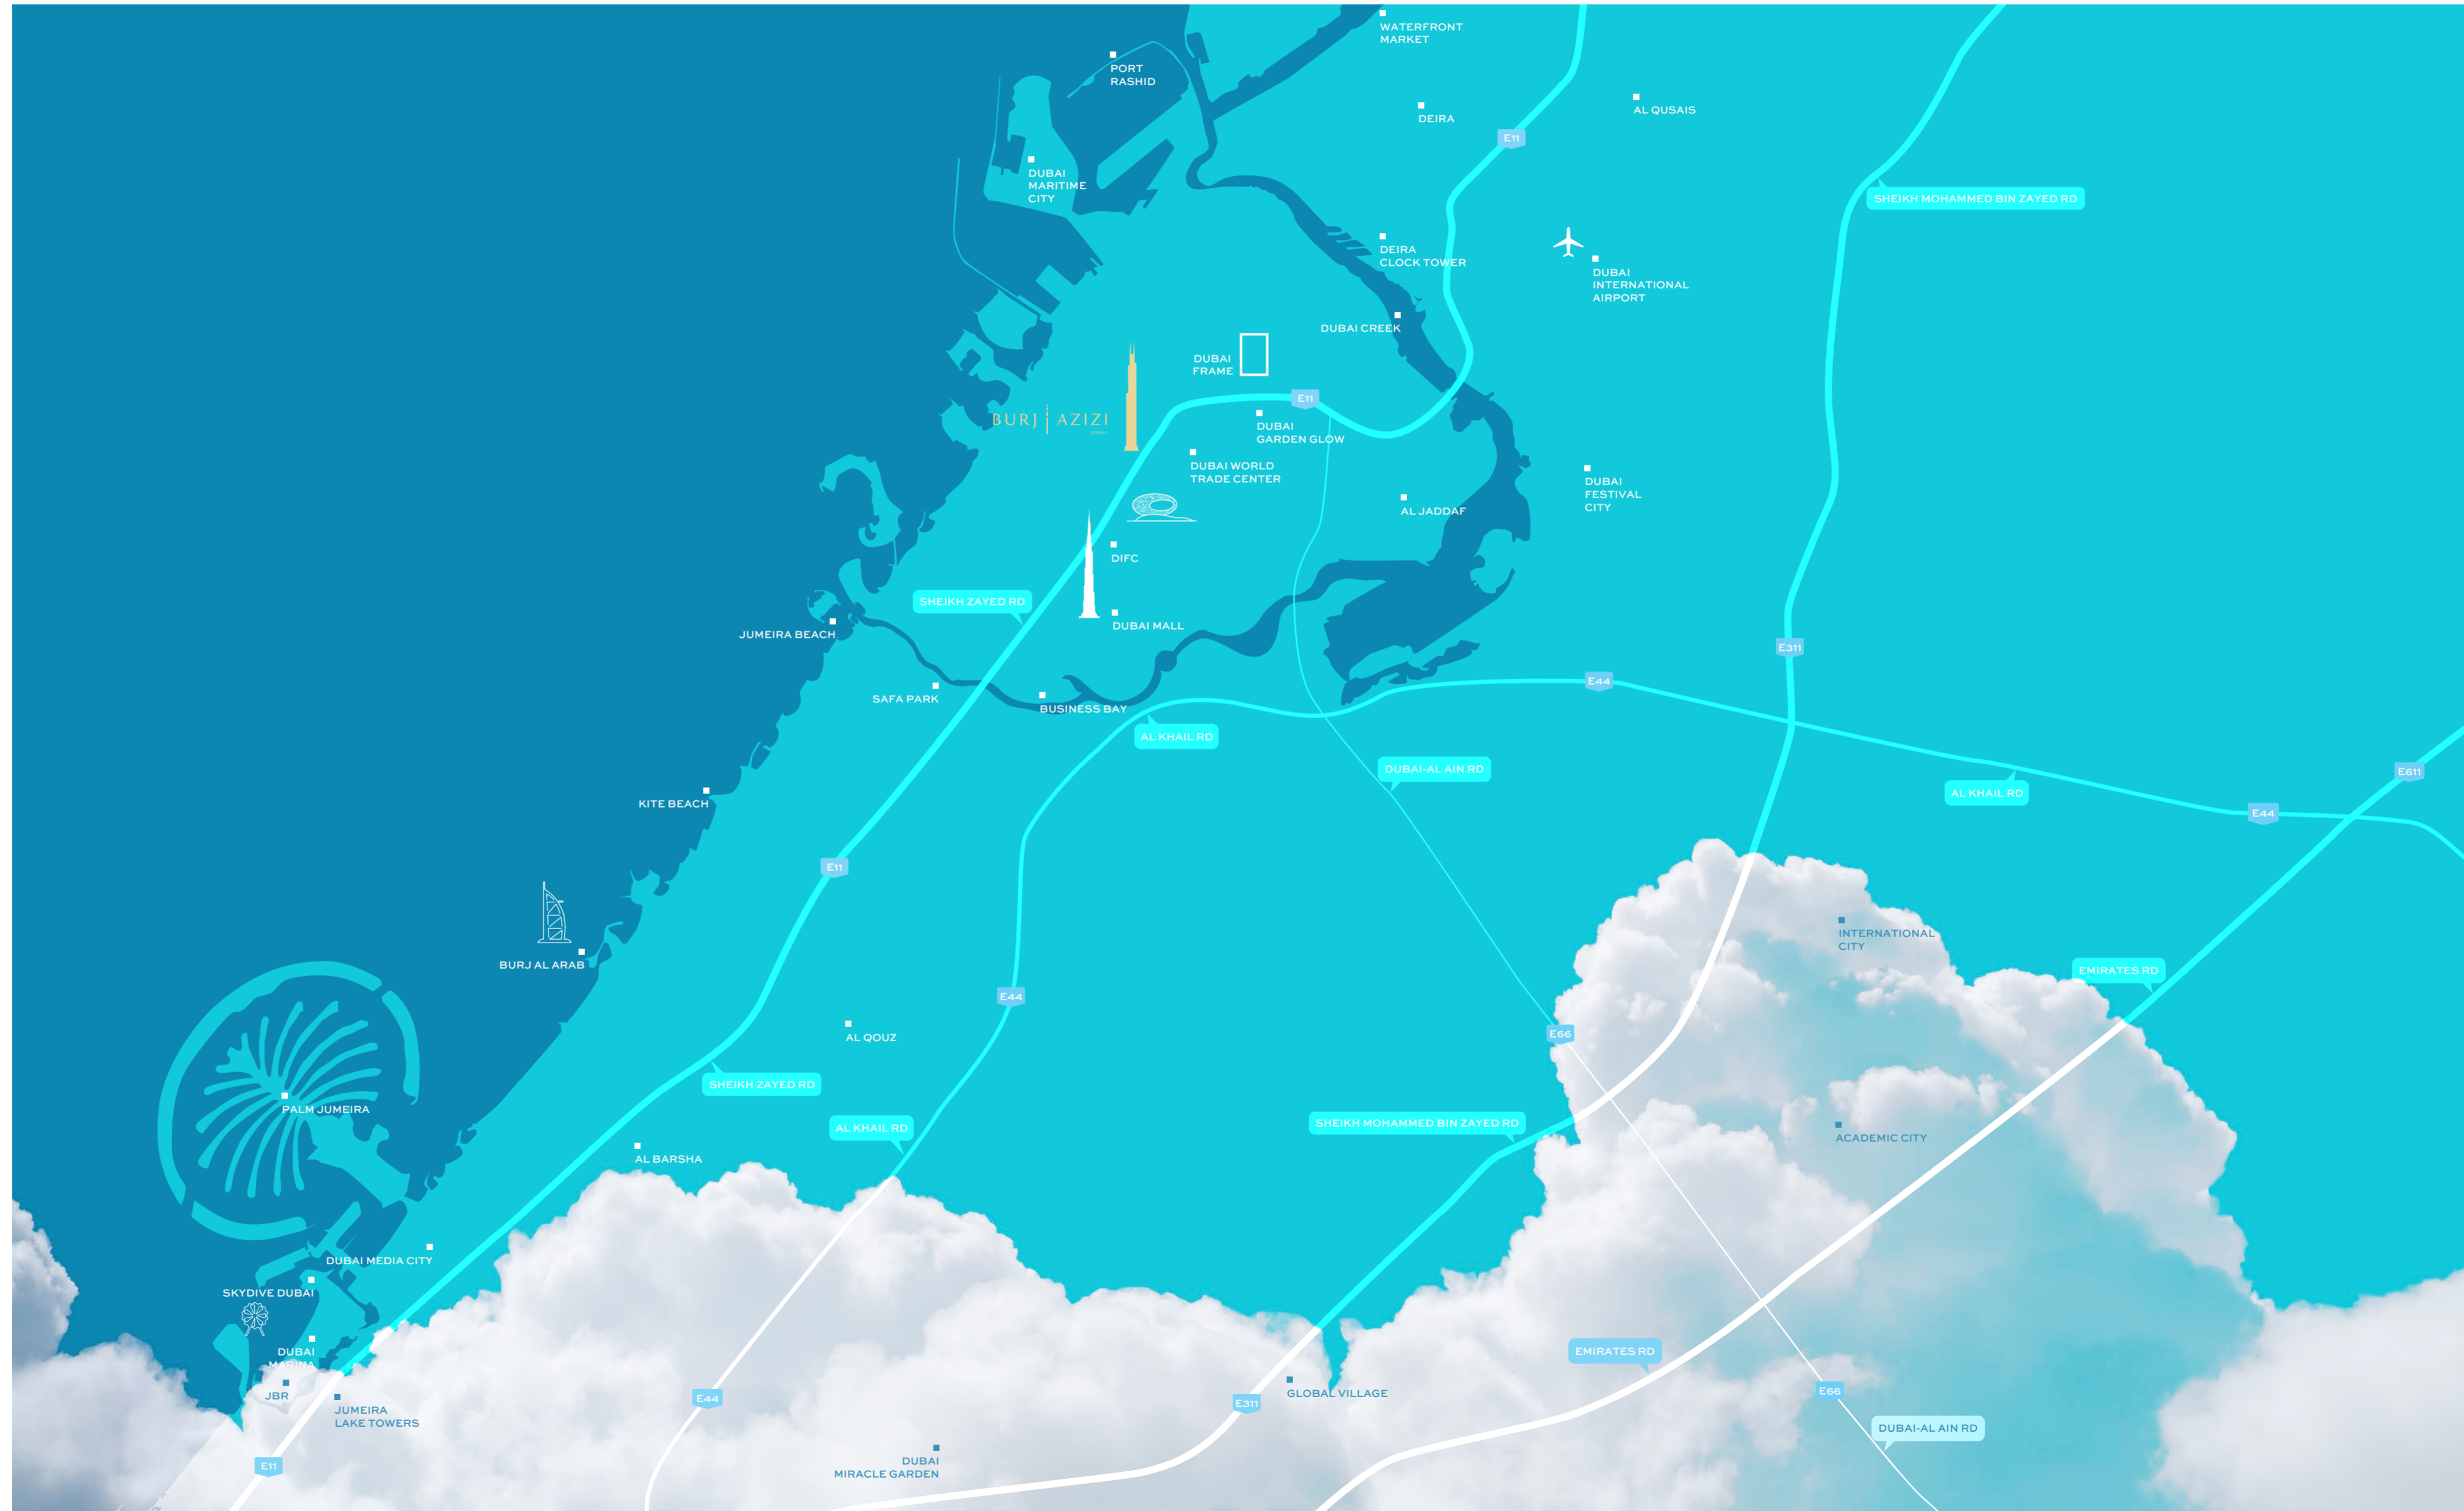 WATERFRONT
MARKET
PORT
RASHID
AL QUSAIS
DEIRA
E11
DUBAI
MARITIME
CITY
SHEIKH MOHAMMED BIN ZAYED RD
DEIRA
CLOCK TOWER
DUBAI
INTERNATIONAL
AIRPORT
DUBAI CREEK
DUBAI
FRAME
E11
BURJ AZIZI
DUBAI
GARDEN GLOW
DUBAI WORLD
TRADE CENTER
DUBAI
FESTIVAL
CITY
AL JADDAF
DIFC
SHEIKH ZAYED RD
DUBAI MALL
JUMEIRA BEACH
E311
E44
SAFA PARK
BUSINESS BAY
AL KHAIL RD
DUBAI-AL AIN RD
E611
AL KHAIL RD
KITE BEACH
E44
E11
INTERNATIONAL
CITY
BURJ AL ARAB
EMIRATES RD
E44
E66
AL QOUZ
SHEIKH ZAYED RD
PALM JUMEIRA
SHEIKH MOHAMMED BIN ZAYED RD
AL KHAIL RD
ACADEMIC CITY
AL BARSHA
DUBAI MEDIA CITY
SKYDIVE DUBAI
DUBAI
MARINA
EMIRATES RD
E66
JBR
GLOBAL VILLAGE
E44
E311
JUMEIRA
LAKE TOWERS
DUBAI-AL AIN RD
DUBAI
MIRACLE GARDEN
E11